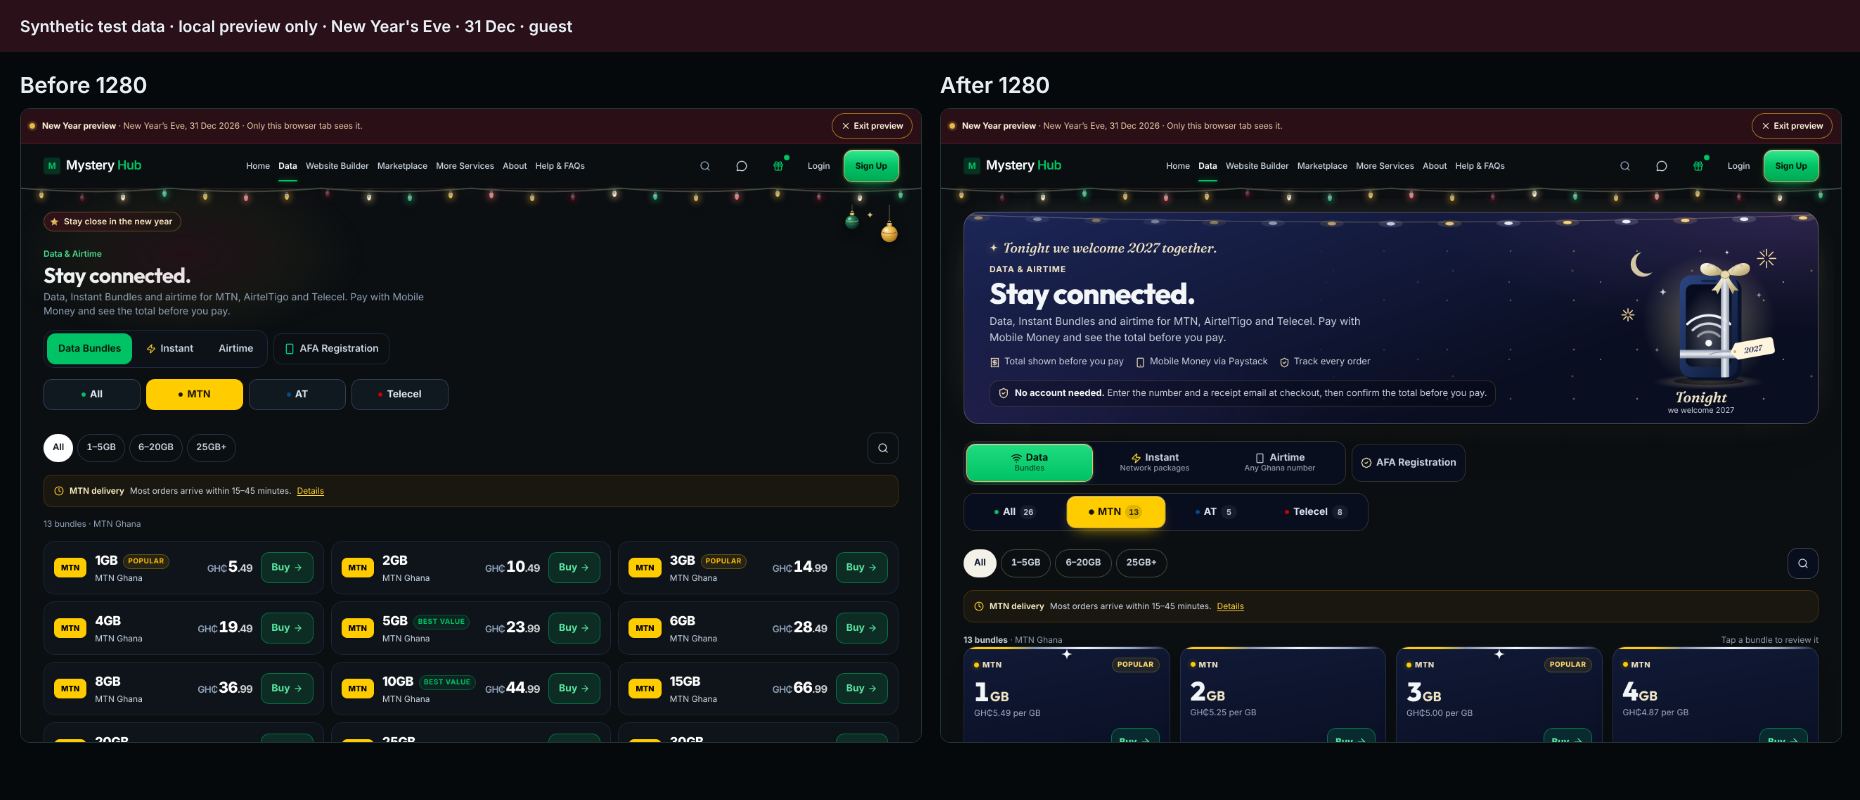 Synthetic test data · local preview only · New Year's Eve · 31 Dec · guest
Before 1280
New Year preview · New Year's Eve, 31 Dec 2026 · Only this browser tab sees it.
Exit preview
M Mystery Hub
Home Data Website Builder Marketplace More Services About Help & FAQs
Login Sign Up
Stay close in the new year
Data & Airtime
Stay connected.
Data, Instant Bundles and airtime for MTN, AirtelTigo and Telecel. Pay with Mobile
Money and see the total before you pay.
Data Bundles Instant Airtime AFA Registration
All MTN AT Telecel
All 1–5GB 6–20GB 25GB+
MTN delivery Most orders arrive within 15–45 minutes. Details
13 bundles · MTN Ghana
MTN 1GB POPULAR MTN Ghana GH₵5.49 Buy →
MTN 2GB MTN Ghana GH₵10.49 Buy →
MTN 3GB POPULAR MTN Ghana GH₵14.99 Buy →
MTN 4GB MTN Ghana GH₵19.49 Buy →
MTN 5GB BEST VALUE MTN Ghana GH₵23.99 Buy →
MTN 6GB MTN Ghana GH₵28.49 Buy →
MTN 8GB MTN Ghana GH₵36.99 Buy →
MTN 10GB BEST VALUE MTN Ghana GH₵44.99 Buy →
MTN 15GB MTN Ghana GH₵66.99 Buy →
20GB 25GB 30GB
After 1280
New Year preview · New Year's Eve, 31 Dec 2026 · Only this browser tab sees it.
Exit preview
M Mystery Hub
Home Data Website Builder Marketplace More Services About Help & FAQs
Login Sign Up
Tonight we welcome 2027 together.
DATA & AIRTIME
Stay connected.
Data, Instant Bundles and airtime for MTN, AirtelTigo and Telecel. Pay with
Mobile Money and see the total before you pay.
Total shown before you pay Mobile Money via Paystack Track every order
No account needed. Enter the number and a receipt email at checkout, then confirm the total before you pay.
2027
Tonight
we welcome 2027
Data Instant Airtime AFA Registration
Bundles Network packages Any Ghana number
All 26 MTN 13 AT 5 Telecel 8
All 1–5GB 6–20GB 25GB+
MTN delivery Most orders arrive within 15–45 minutes. Details
13 bundles · MTN Ghana
Tap a bundle to review it
MTN POPULAR
1GB
GH₵5.49 per GB
Buy →
MTN
2GB
GH₵5.25 per GB
Buy →
MTN POPULAR
3GB
GH₵5.00 per GB
Buy →
MTN
4GB
GH₵4.87 per GB
Buy →